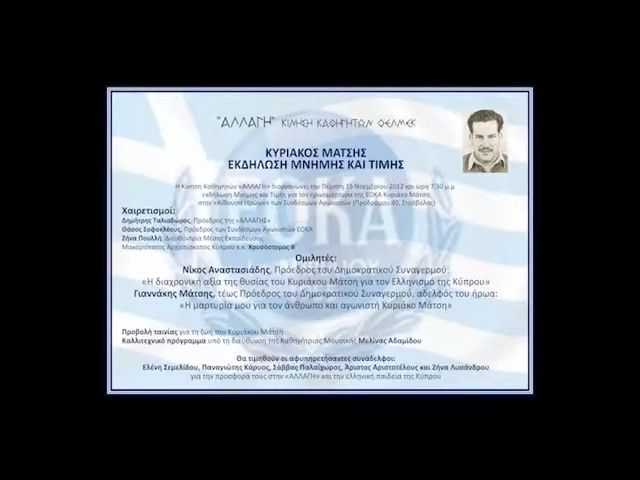 "ΑΛΛΑΓΗ" ΚΙΝΗΣΗ ΚΑΘΗΓΗΤΩΝ ΟΕΛΜΕΚ
ΚΥΡΙΑΚΟΣ ΜΑΤΣΗΣ
ΕΚΔΗΛΩΣΗ ΜΝΗΜΗΣ ΚΑΙ ΤΙΜΗΣ
Η Κίνηση Καθηγητών «ΑΛΛΑΓΗ» διοργανώνει την Πέμπτη 15 Νοεμβρίου 2012 και ώρα 7:30 μ.μ
εκδήλωση Μνήμης και Τιμής για τον ηρωομάρτυρα της ΕΟΚΑ Κυριάκο Μάτση
στην «Αίθουσα Ηρώων» των Συνδέσμων Αγωνιστών (Προδρόμου 40, Στρόβολος)
Χαιρετισμοί:
Δημήτρης Ταλιαδώρος, Πρόεδρος της «ΑΛΛΑΓΗΣ»
Θάσος Σοφοκλέους, Πρόεδρος των Συνδέσμων Αγωνιστών ΕΟΚΑ
Ζήνα Πουλλή, Διευθύντρια Μέσης Εκπαίδευσης
Μακαριότατος Αρχιεπίσκοπος Κύπρου κ.κ. Χρυσόστομος Β΄
Ομιλητές:
Νίκος Αναστασιάδης, Πρόεδρος του Δημοκρατικού Συναγερμού:
«Η διαχρονική αξία της θυσίας του Κυριάκου Μάτση για τον Ελληνισμό της Κύπρου»
Γιαννάκης Μάτσης, τέως Πρόεδρος του Δημοκρατικού Συναγερμού, αδελφός του ήρωα:
«Η μαρτυρία μου για τον άνθρωπο και αγωνιστή Κυριάκο Μάτση»
Προβολή ταινίας για τη ζωή του Κυριάκου Μάτση
Καλλιτεχνικό πρόγραμμα υπό τη διεύθυνση της Καθηγήτριας Μουσικής Μελίνας Αδαμίδου
Θα τιμηθούν οι αφυπηρετήσαντες συνάδελφοι:
Ελένη Σεμελίδου, Παναγιώτης Κάρυος, Σάββας Παλαίχωρος, Άριστος Αριστοτέλους και Ζήνα Λυσάνδρου
για την προσφορά τους στην «ΑΛΛΑΓΗ» και την ελληνική παιδεία της Κύπρου